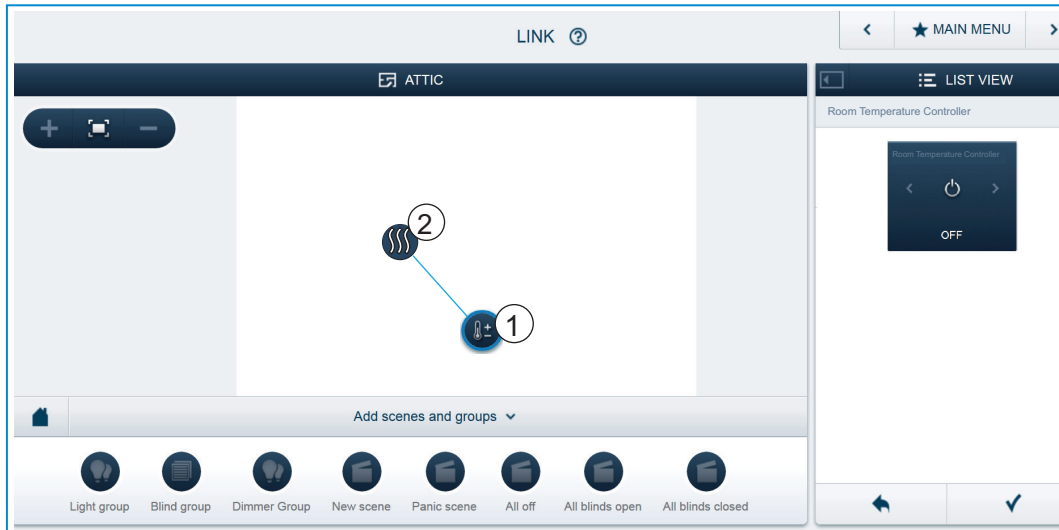 LINK ?
MAIN MENU
ATTIC
LIST VIEW
Room Temperature Controller
Room Temperature Controller
OFF
2
1
Add scenes and groups
Light group
Blind group
Dimmer Group
New scene
Panic scene
All off
All blinds open
All blinds closed